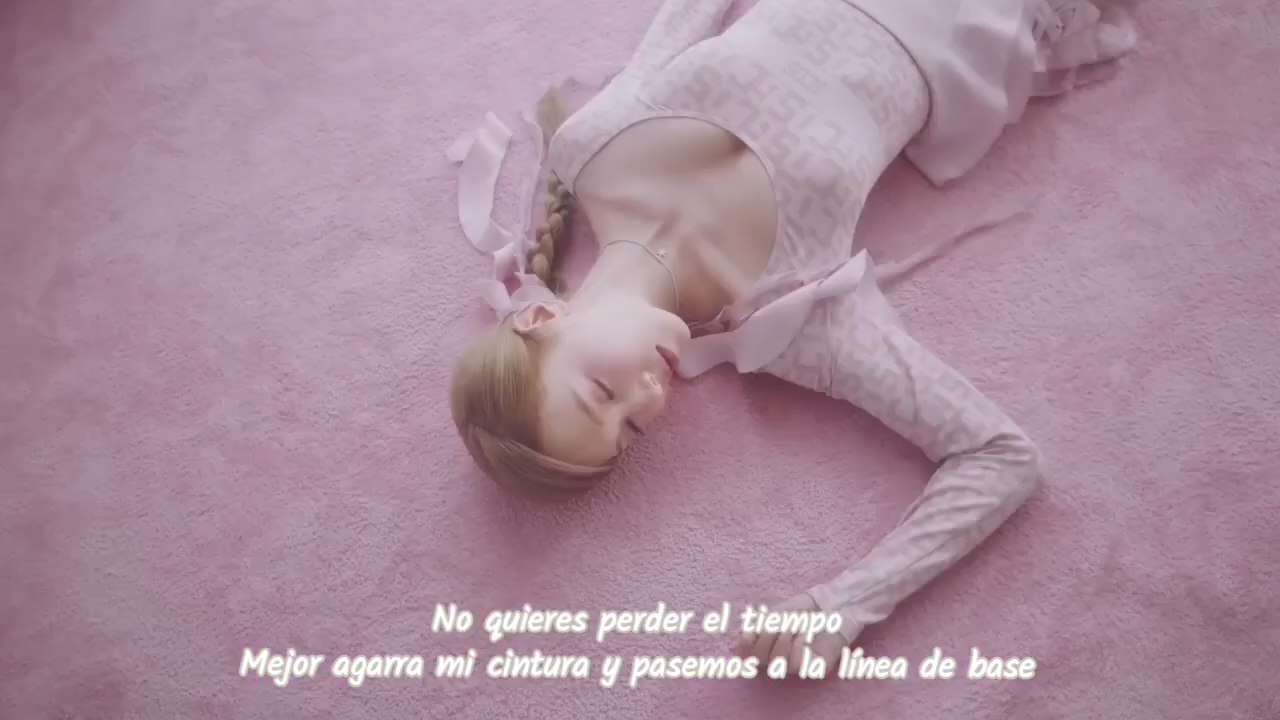 No quieres perder el tiempo
Mejor agarra mi cintura y pasemos a la línea de base